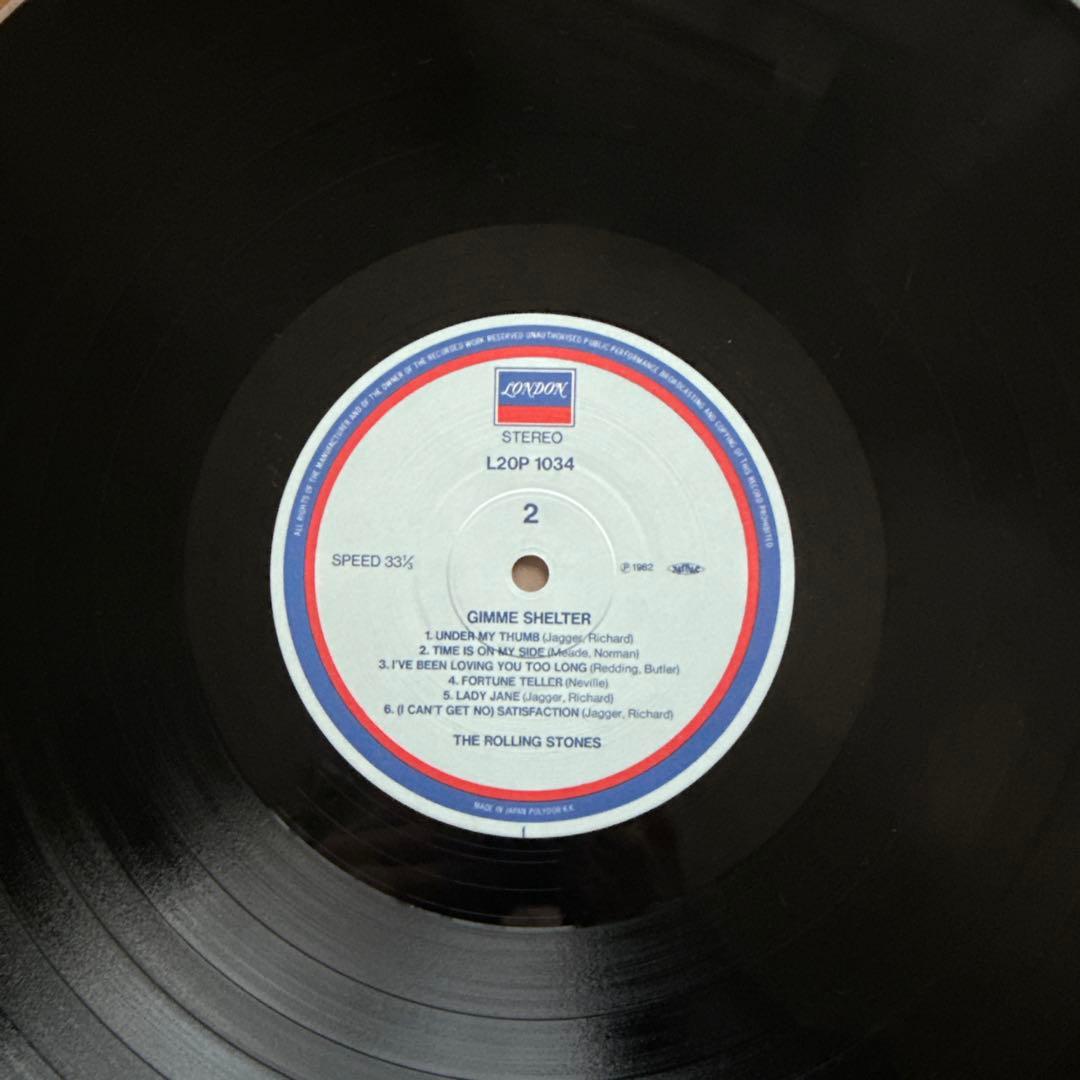 ALL RIGHTS OF THE MANUFACTURER AND OF THE OWNER OF THE RECORDED WORK RESERVED UNAUTHORISED PUBLIC PERFORMANCE BROADCASTING AND COPYING OF THIS RECORD PROHIBITED
LONDON
STEREO
L20P 1034
2
SPEED 33⅓
℗ 1982
GIMME SHELTER
1. UNDER MY THUMB (Jagger, Richard)
2. TIME IS ON MY SIDE (Meade, Norman)
3. I'VE BEEN LOVING YOU TOO LONG (Redding, Butler)
4. FORTUNE TELLER (Neville)
5. LADY JANE (Jagger, Richard)
6. (I CAN'T GET NO) SATISFACTION (Jagger, Richard)
THE ROLLING STONES
MADE IN JAPAN POLYDOR K.K.